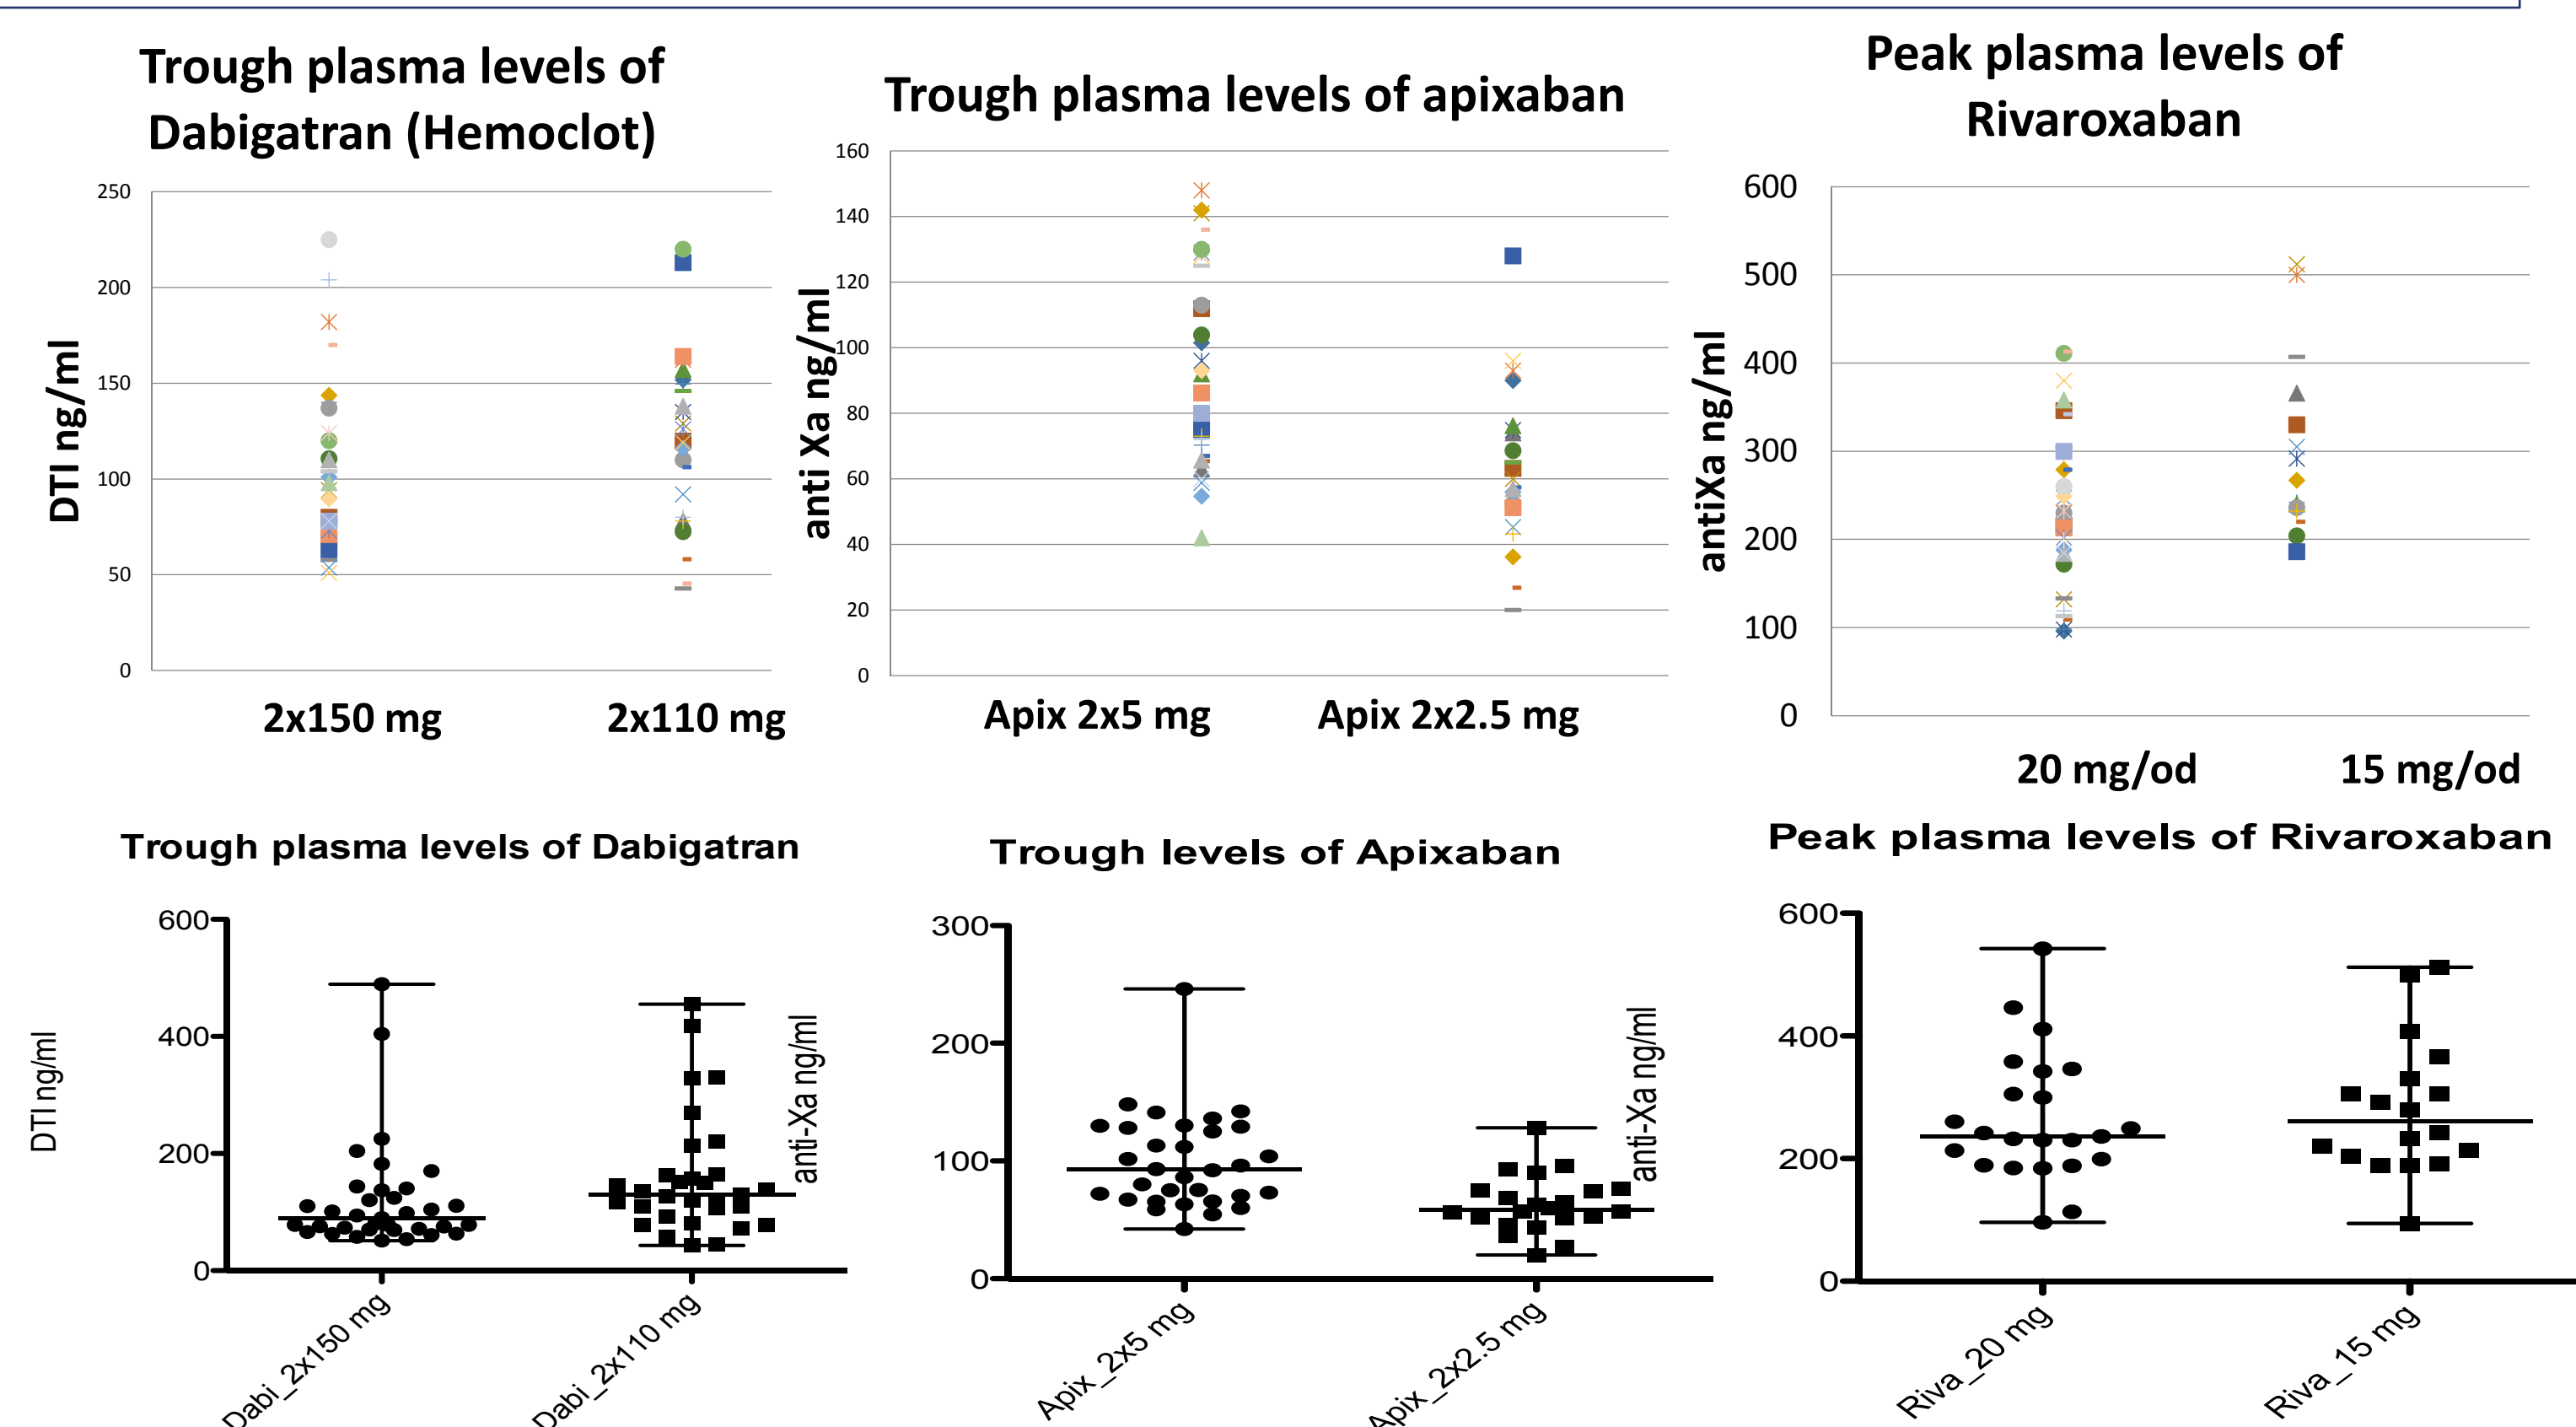 Trough plasma levels of
Dabigatran (Hemoclot)
DTI ng/ml
250
200
150
100
50
0
2x150 mg 2x110 mg
Trough plasma levels of apixaban
anti Xa ng/ml
160
140
120
100
80
60
40
20
0
Apix 2x5 mg Apix 2x2.5 mg
Peak plasma levels of
Rivaroxaban
antiXa ng/ml
600
500
400
300
200
100
0
20 mg/od 15 mg/od
Trough plasma levels of Dabigatran
DTI ng/ml
600
400
200
0
Dabi_2x150 mg
Dabi_2x110 mg
Trough levels of Apixaban
anti-Xa ng/ml
300
200
100
0
Apix_2x5 mg
Apix_2x2.5 mg
Peak plasma levels of Rivaroxaban
anti-Xa ng/ml
600
400
200
0
Riva_20 mg
Riva_15 mg